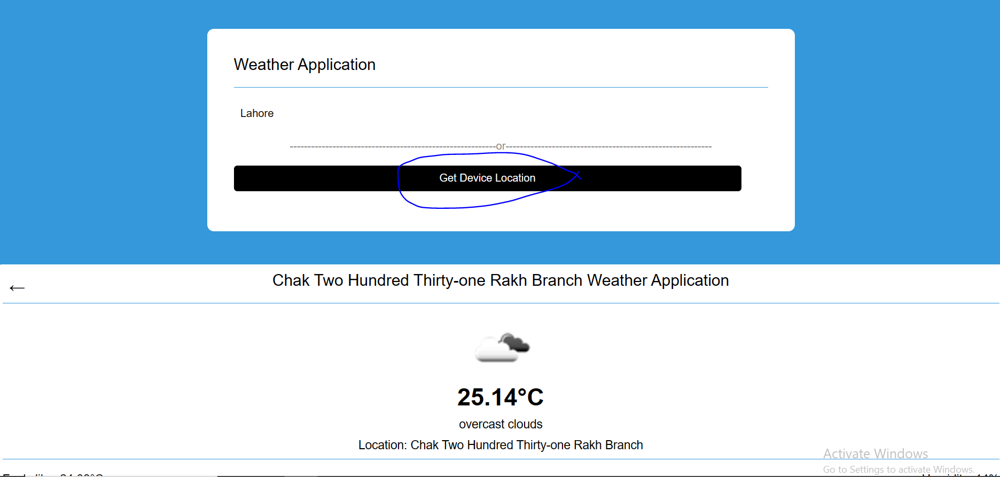 Weather Application
Lahore
-----------------------------------------------------------or-----------------------------------------------------------
Get Device Location
←
Chak Two Hundred Thirty-one Rakh Branch Weather Application
25.14°C
overcast clouds
Location: Chak Two Hundred Thirty-one Rakh Branch
Activate Windows
Go to Settings to activate Windows.